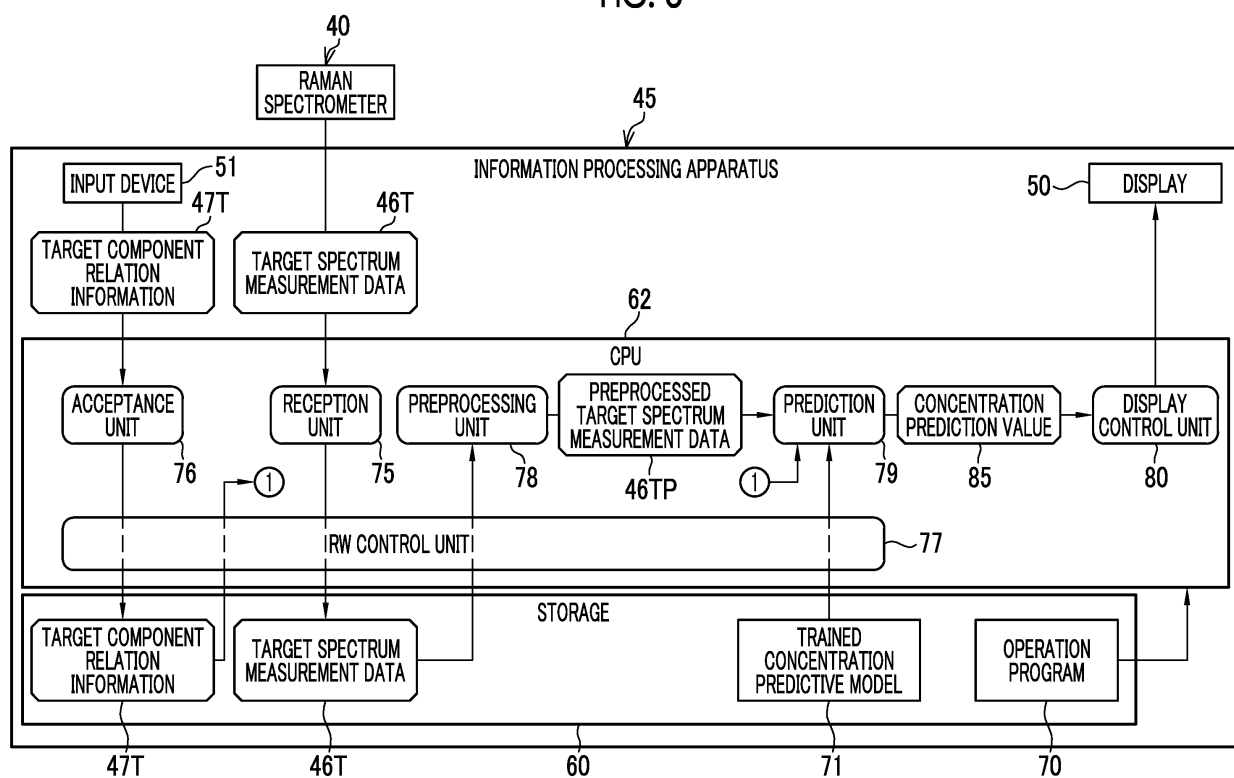 40
RAMAN
SPECTROMETER
45
INFORMATION PROCESSING APPARATUS
INPUT DEVICE
51
50
DISPLAY
47T
46T
TARGET COMPONENT
RELATION
INFORMATION
TARGET SPECTRUM
MEASUREMENT DATA
62
CPU
ACCEPTANCE
UNIT
76
RECEPTION
UNIT
75
PREPROCESSING
UNIT
78
PREPROCESSED
TARGET SPECTRUM
MEASUREMENT DATA
46TP
PREDICTION
UNIT
79
CONCENTRATION
PREDICTION VALUE
85
DISPLAY
CONTROL UNIT
80
1
1
RW CONTROL UNIT
77
STORAGE
TARGET COMPONENT
RELATION
INFORMATION
TARGET SPECTRUM
MEASUREMENT DATA
TRAINED
CONCENTRATION
PREDICTIVE MODEL
OPERATION
PROGRAM
47T
46T
60
71
70